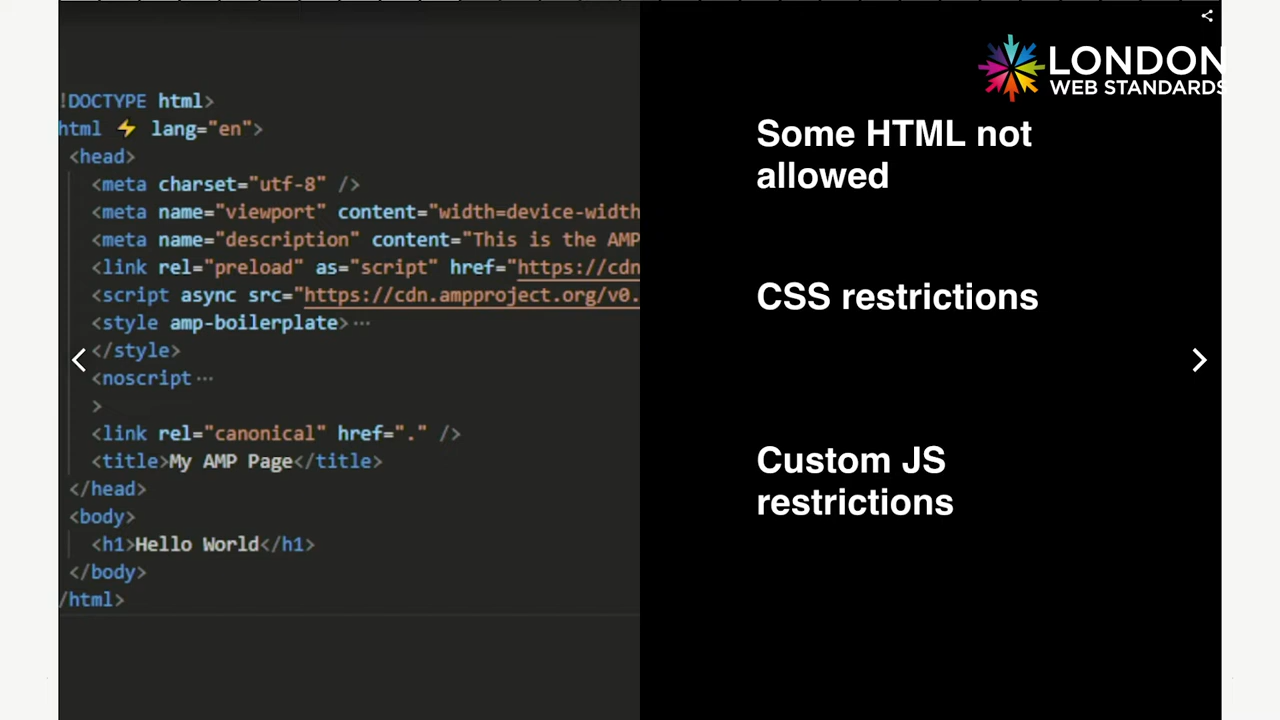 !DOCTYPE html>
html ⚡ lang="en">
<head>
<meta charset="utf-8" />
<meta name="viewport" content="width=device-width
<meta name="description" content="This is the AMP
<link rel="preload" as="script" href="https://cdn
<script async src="https://cdn.ampproject.org/v0.
<style amp-boilerplate>···
</style>
<noscript···
>
<link rel="canonical" href="." />
<title>My AMP Page</title>
</head>
<body>
<h1>Hello World</h1>
</body>
/html>
LONDON
WEB STANDARDS
Some HTML not
allowed
CSS restrictions
Custom JS
restrictions